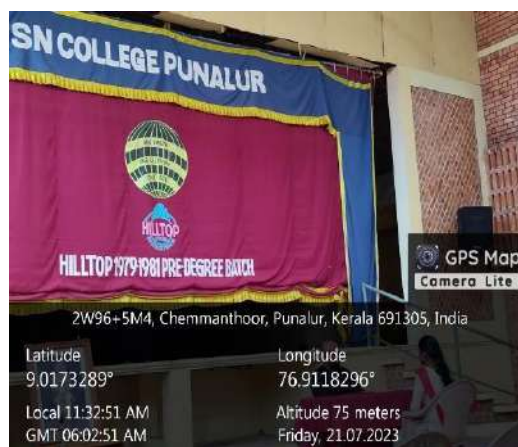 SN COLLEGE PUNALUR
HILLTOP
HILLTOP 1979-1981 PRE-DEGREE BATCH
GPS Map
Camera Lite
2W96+5M4, Chemmanthoor, Punalur, Kerala 691305, India
Latitude
9.0173289°
Longitude
76.9118296°
Local 11:32:51 AM
GMT 06:02:51 AM
Altitude 75 meters
Friday, 21.07.2023